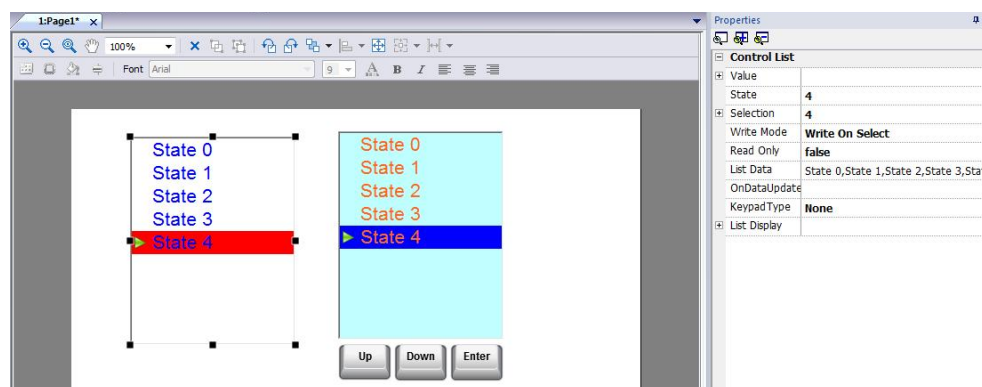 1:Page1* x
Properties
100%
Font Arial 9 A B I
Control List
Value
State 4
Selection 4
Write Mode Write On Select
Read Only false
List Data State 0,State 1,State 2,State 3,Sta
OnDataUpdate
KeypadType None
List Display
State 0
State 1
State 2
State 3
State 4
State 0
State 1
State 2
State 3
State 4
Up Down Enter